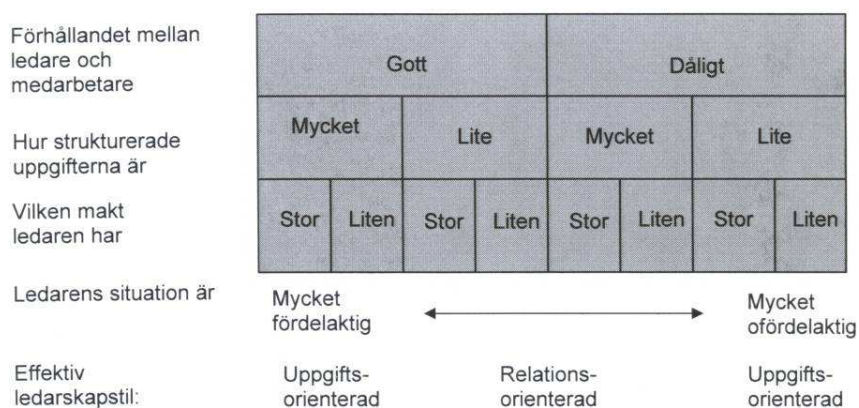 Förhållandet mellan
ledare och
medarbetare
Gott
Dåligt
Hur strukturerade
uppgifterna är
Mycket
Lite
Mycket
Lite
Vilken makt
ledaren har
Stor
Liten
Stor
Liten
Stor
Liten
Stor
Liten
Ledarens situation är
Mycket
fördelaktig
Mycket
ofördelaktig
Effektiv
ledarskapstil:
Uppgifts-
orienterad
Relations-
orienterad
Uppgifts-
orienterad